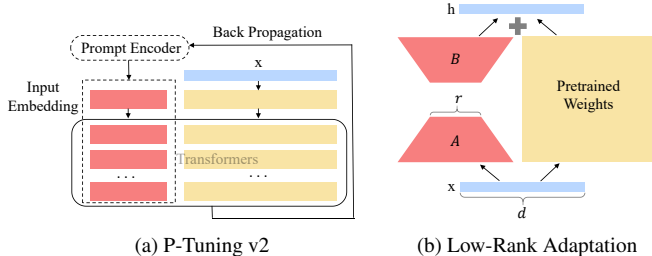 Back Propagation
Prompt Encoder
x
Input
Embedding
Transformers
...
...
(a) P-Tuning v2
h
B
r
Pretrained
Weights
A
x
d
(b) Low-Rank Adaptation